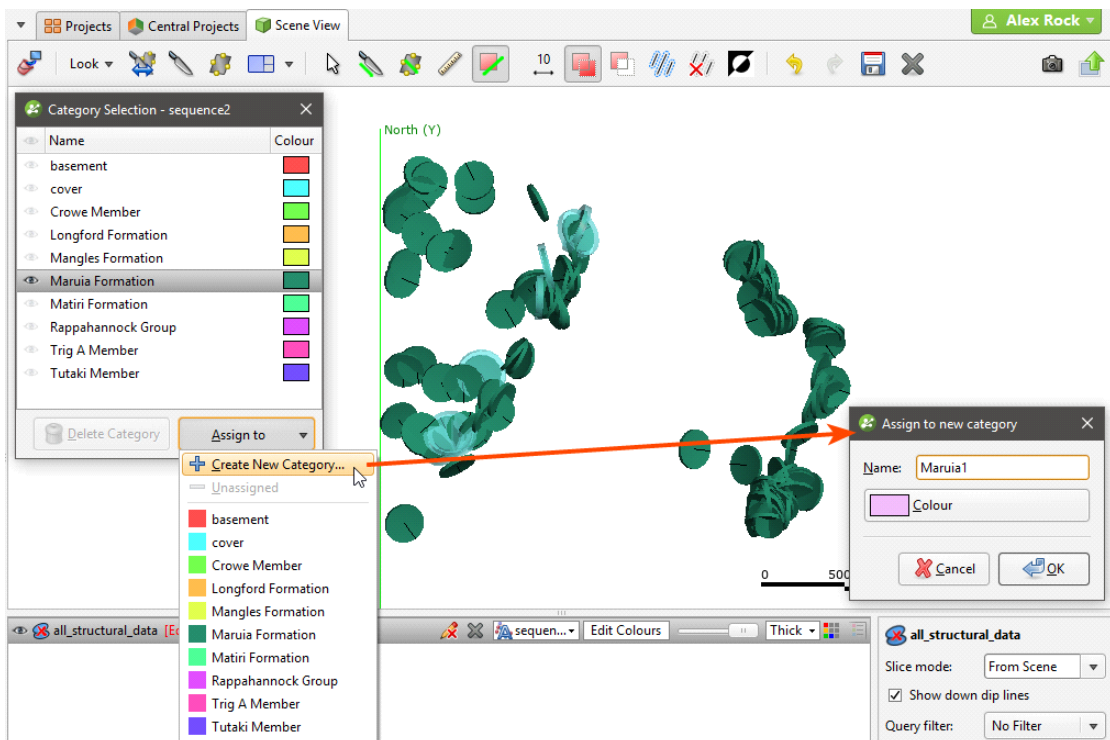 Projects Central Projects Scene View
Alex Rock
Look
10
Category Selection - sequence2
Name Colour
basement
cover
Crowe Member
Longford Formation
Mangles Formation
Maruia Formation
Matiri Formation
Rappahannock Group
Trig A Member
Tutaki Member
Delete Category Assign to
Create New Category...
Unassigned
basement
cover
Crowe Member
Longford Formation
Mangles Formation
Maruia Formation
Matiri Formation
Rappahannock Group
Trig A Member
Tutaki Member
North (Y)
0 500
Assign to new category
Name: Maruia1
Colour
Cancel OK
all_structural_data [Ed
sequen... Edit Colours Thick
all_structural_data
Slice mode: From Scene
Show down dip lines
Query filter: No Filter